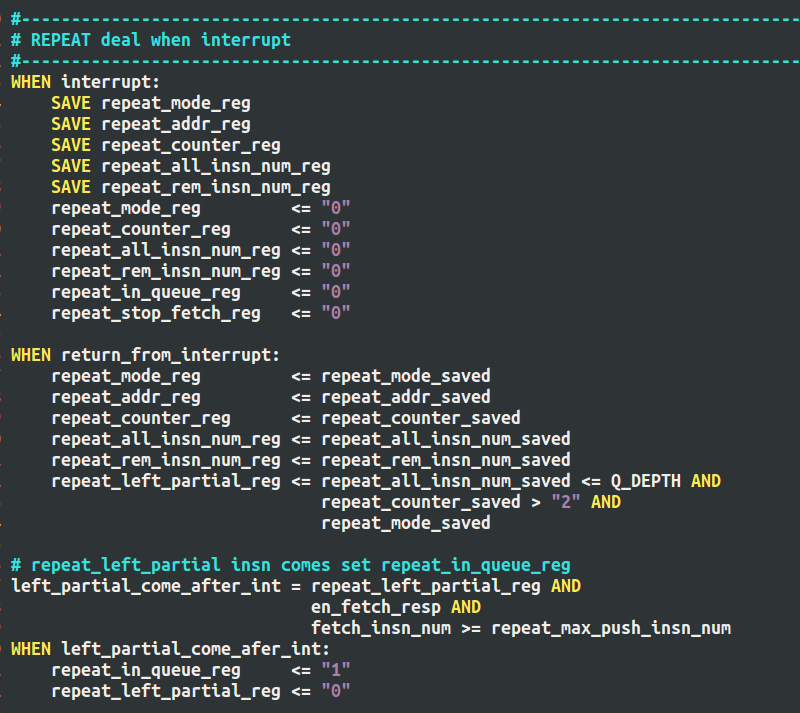 #------------------------------------------------------------------------------
# REPEAT deal when interrupt
#------------------------------------------------------------------------------
WHEN interrupt:
    SAVE repeat_mode_reg
    SAVE repeat_addr_reg
    SAVE repeat_counter_reg
    SAVE repeat_all_insn_num_reg
    SAVE repeat_rem_insn_num_reg
    repeat_mode_reg         <= "0"
    repeat_counter_reg      <= "0"
    repeat_all_insn_num_reg <= "0"
    repeat_rem_insn_num_reg <= "0"
    repeat_in_queue_reg     <= "0"
    repeat_stop_fetch_reg   <= "0"

WHEN return_from_interrupt:
    repeat_mode_reg         <= repeat_mode_saved
    repeat_addr_reg         <= repeat_addr_saved
    repeat_counter_reg      <= repeat_counter_saved
    repeat_all_insn_num_reg <= repeat_all_insn_num_saved
    repeat_rem_insn_num_reg <= repeat_rem_insn_num_saved
    repeat_left_partial_reg <= repeat_all_insn_num_saved <= Q_DEPTH AND
                               repeat_counter_saved > "2" AND
                               repeat_mode_saved

# repeat_left_partial insn comes set repeat_in_queue_reg
left_partial_come_after_int = repeat_left_partial_reg AND
                              en_fetch_resp AND
                              fetch_insn_num >= repeat_max_push_insn_num
WHEN left_partial_come_afer_int:
    repeat_in_queue_reg     <= "1"
    repeat_left_partial_reg <= "0"